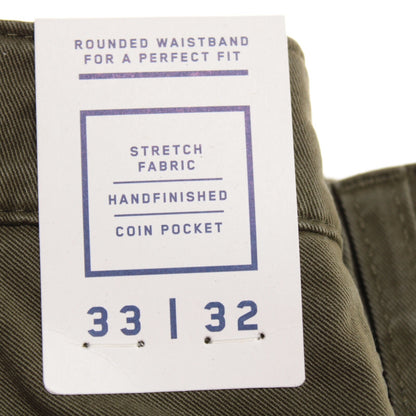 ROUNDED WAISTBAND
FOR A PERFECT FIT
STRETCH
FABRIC
HANDFINISHED
COIN POCKET
33 | 32